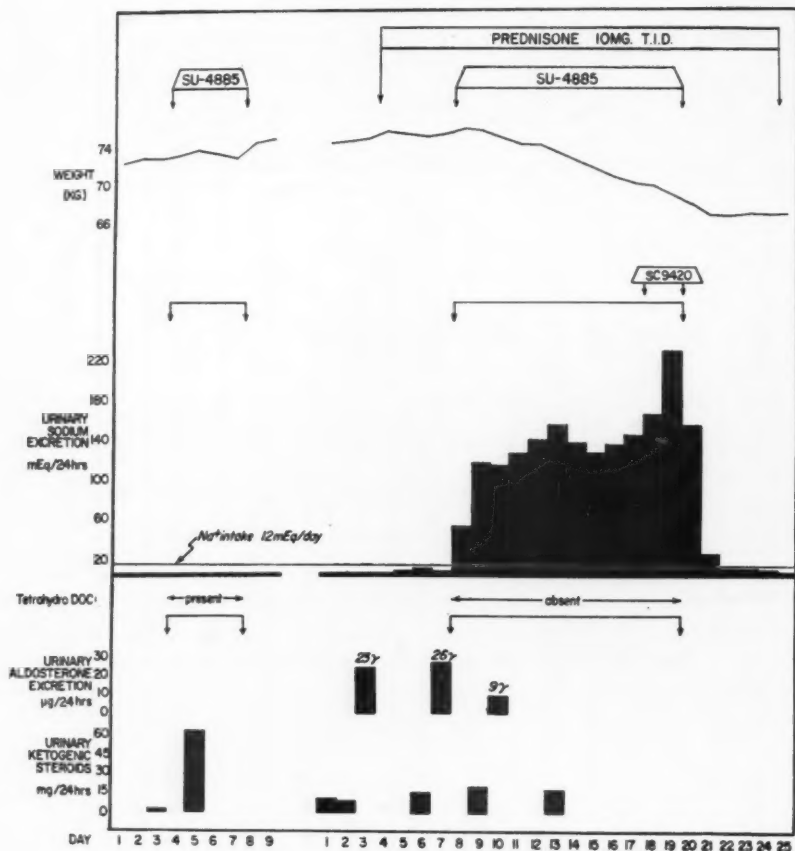 PREDNISONE 10MG. T.I.D.
SU-4885
SU-4885
74
WEIGHT
70
(KG)
66
SC9420
220
180
URINARY
SODIUM
140
EXCRETION
mEq/24hrs
100
60
Na+ intake 12mEq/day
20
Tetrahydro DOC:
present
absent
URINARY
ALDOSTERONE
EXCRETION
µg/24hrs
30
20
10
0
25γ
26γ
9γ
URINARY
KETOGENIC
STEROIDS
mg/24hrs
60
45
30
15
0
DAY
1 2 3 4 5 6 7 8 9
1 2 3 4 5 6 7 8 9 10 11 12 13 14 15 16 17 18 19 20 21 22 23 24 25